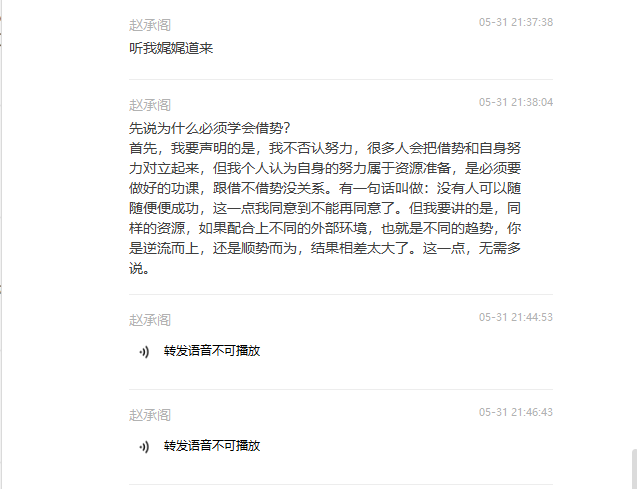 赵承阁
05-31 21:37:38
听我娓娓道来
赵承阁
05-31 21:38:04
先说为什么必须学会借势？
首先，我要声明的是，我不否认努力，很多人会把借势和自身努
力对立起来，但我个人认为自身的努力属于资源准备，是必须要
做好的功课，跟借不借势没关系。有一句话叫做：没有人可以随
随便便成功，这一点我同意到不能再同意了。但我要讲的是，同
样的资源，如果配合上不同的外部环境，也就是不同的趋势，你
是逆流而上，还是顺势而为，结果相差太大了。这一点，无需多
说。
赵承阁
05-31 21:44:53
转发语音不可播放
赵承阁
05-31 21:46:43
转发语音不可播放